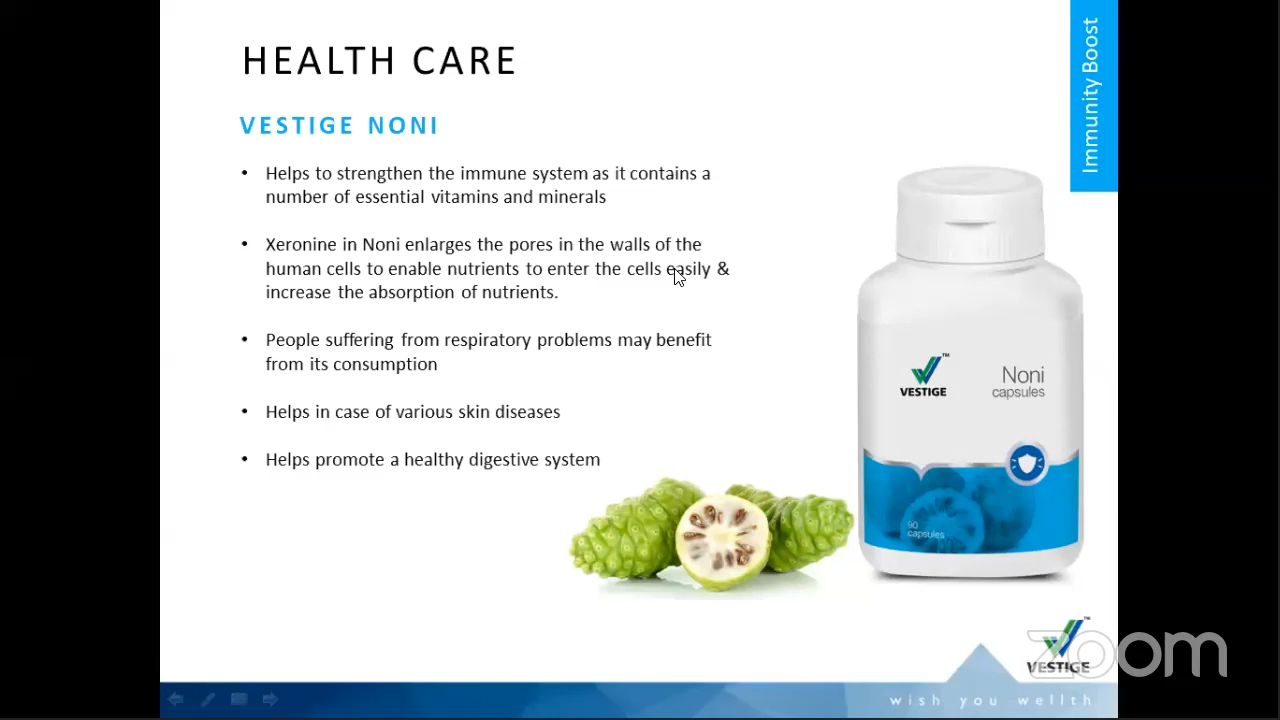 HEALTH CARE
VESTIGE NONI
• Helps to strengthen the immune system as it contains a
number of essential vitamins and minerals
• Xeronine in Noni enlarges the pores in the walls of the
human cells to enable nutrients to enter the cells easily &
increase the absorption of nutrients.
• People suffering from respiratory problems may benefit
from its consumption
• Helps in case of various skin diseases
• Helps promote a healthy digestive system
Immunity Boost
VESTIGE
TM
Noni
capsules
90
capsules
TM
VESTIGE
zoom
wish you wellth